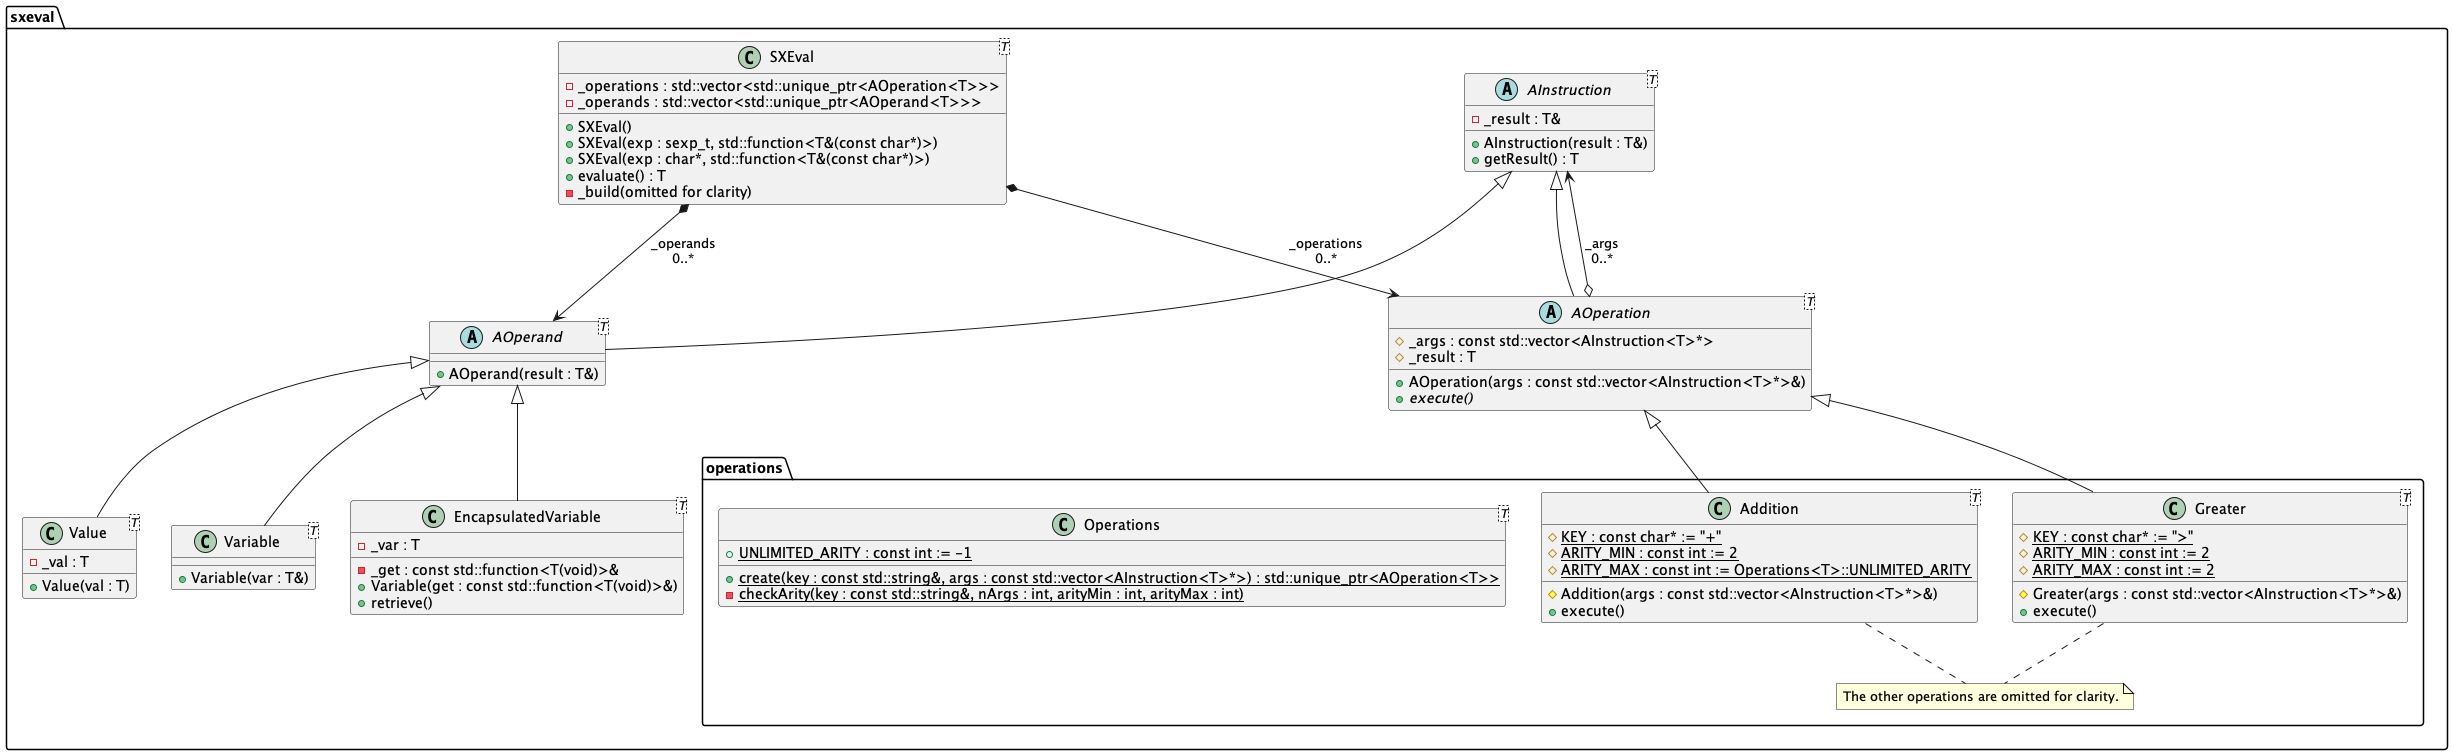 sxeval
C SXEval
T
_operations : std::vector<std::unique_ptr<AOperation<T>>>
_operands : std::vector<std::unique_ptr<AOperand<T>>>
SXEval()
SXEval(exp : sexp_t, std::function<T&(const char*)>)
SXEval(exp : char*, std::function<T&(const char*)>)
evaluate() : T
_build(omitted for clarity)
A AInstruction
T
_result : T&
AInstruction(result : T&)
getResult() : T
_operands
0..*
_operations
0..*
_args
0..*
A AOperand
T
AOperand(result : T&)
A AOperation
T
_args : const std::vector<AInstruction<T>*>
_result : T
AOperation(args : const std::vector<AInstruction<T>*>&)
execute()
C Value
T
_val : T
Value(val : T)
C Variable
T
Variable(var : T&)
C EncapsulatedVariable
T
_var : T
_get : const std::function<T(void)>&
Variable(get : const std::function<T(void)>&)
retrieve()
operations
C Operations
T
UNLIMITED_ARITY : const int := -1
create(key : const std::string&, args : const std::vector<AInstruction<T>*>) : std::unique_ptr<AOperation<T>>
checkArity(key : const std::string&, nArgs : int, arityMin : int, arityMax : int)
C Addition
T
KEY : const char* := "+"
ARITY_MIN : const int := 2
ARITY_MAX : const int := Operations<T>::UNLIMITED_ARITY
Addition(args : const std::vector<AInstruction<T>*>&)
execute()
C Greater
T
KEY : const char* := ">"
ARITY_MIN : const int := 2
ARITY_MAX : const int := 2
Greater(args : const std::vector<AInstruction<T>*>&)
execute()
The other operations are omitted for clarity.